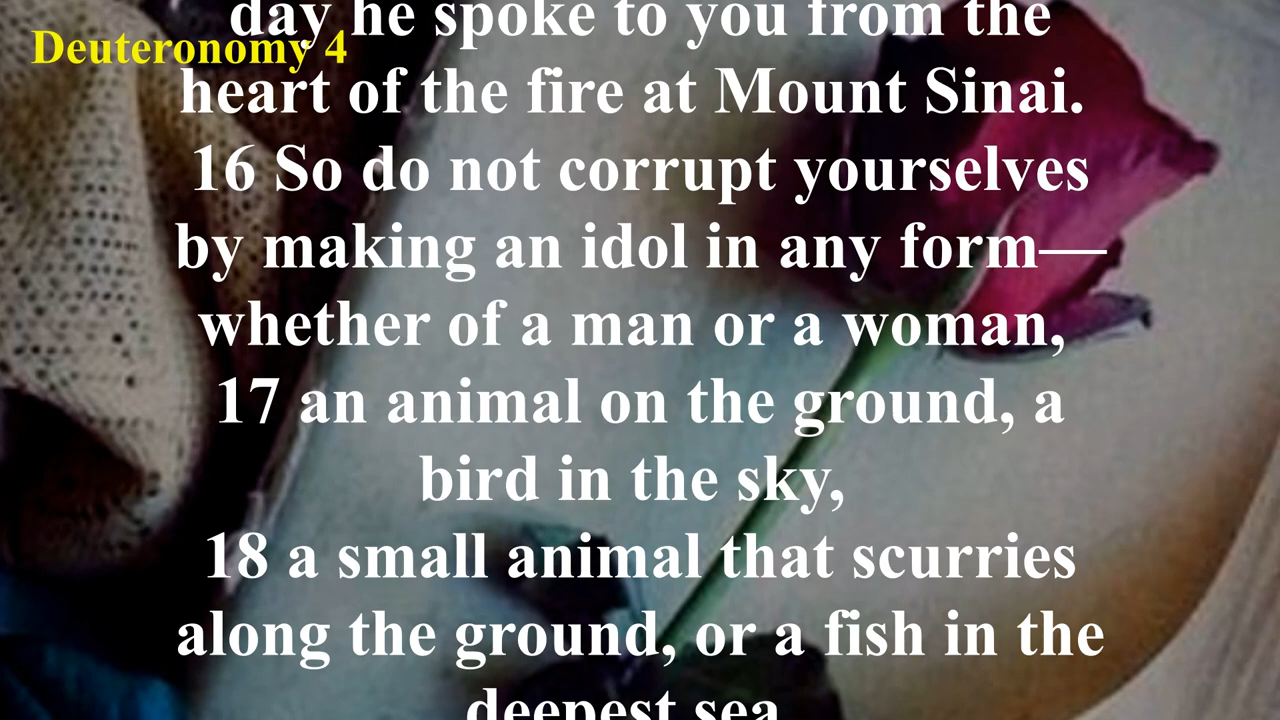 day he spoke to you from the
Deuteronomy 4
heart of the fire at Mount Sinai.
16 So do not corrupt yourselves
by making an idol in any form—
whether of a man or a woman,
17 an animal on the ground, a
bird in the sky,
18 a small animal that scurries
along the ground, or a fish in the
deepest sea